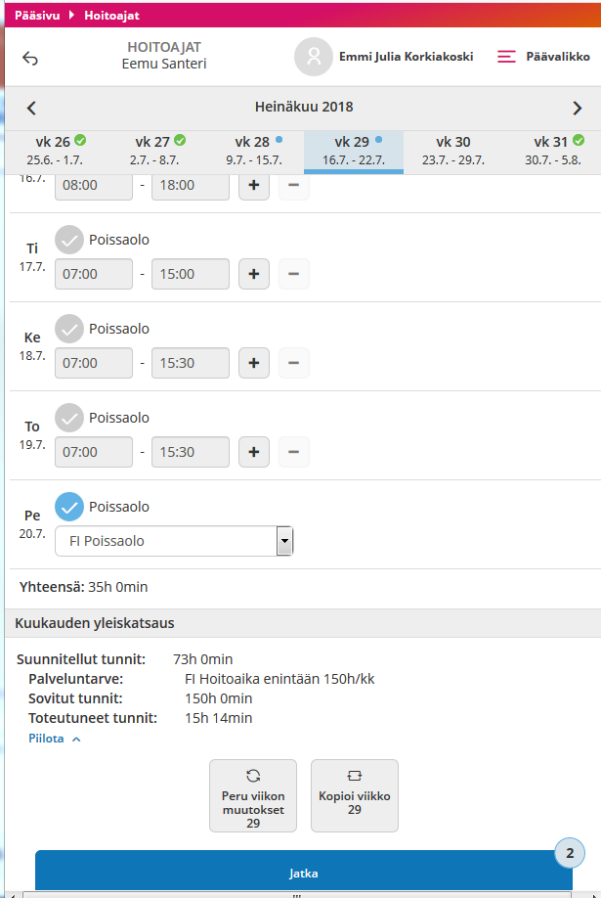 Pääsivu Hoitoajat
HOITOAJAT
Eemu Santeri
Emmi Julia Korkiakoski
Päävalikko
Heinäkuu 2018
vk 26 vk 27 vk 28 vk 29 vk 30 vk 31
25.6. - 1.7. 2.7. - 8.7. 9.7. - 15.7. 16.7. - 22.7. 23.7. - 29.7. 30.7. - 5.8.
16.7. 08:00 - 18:00 + -
Poissaolo
Ti
17.7. 07:00 - 15:00 + -
Poissaolo
Ke
18.7. 07:00 - 15:30 + -
Poissaolo
To
19.7. 07:00 - 15:30 + -
Poissaolo
Pe
20.7. FI Poissaolo
Yhteensä: 35h 0min
Kuukauden yleiskatsaus
Suunnitellut tunnit: 73h 0min
Palveluntarve: FI Hoitoaika enintään 150h/kk
Sovitut tunnit: 150h 0min
Toteutuneet tunnit: 15h 14min
Piilota
Peru viikon
muutokset
29
Kopioi viikko
29
2
Jatka